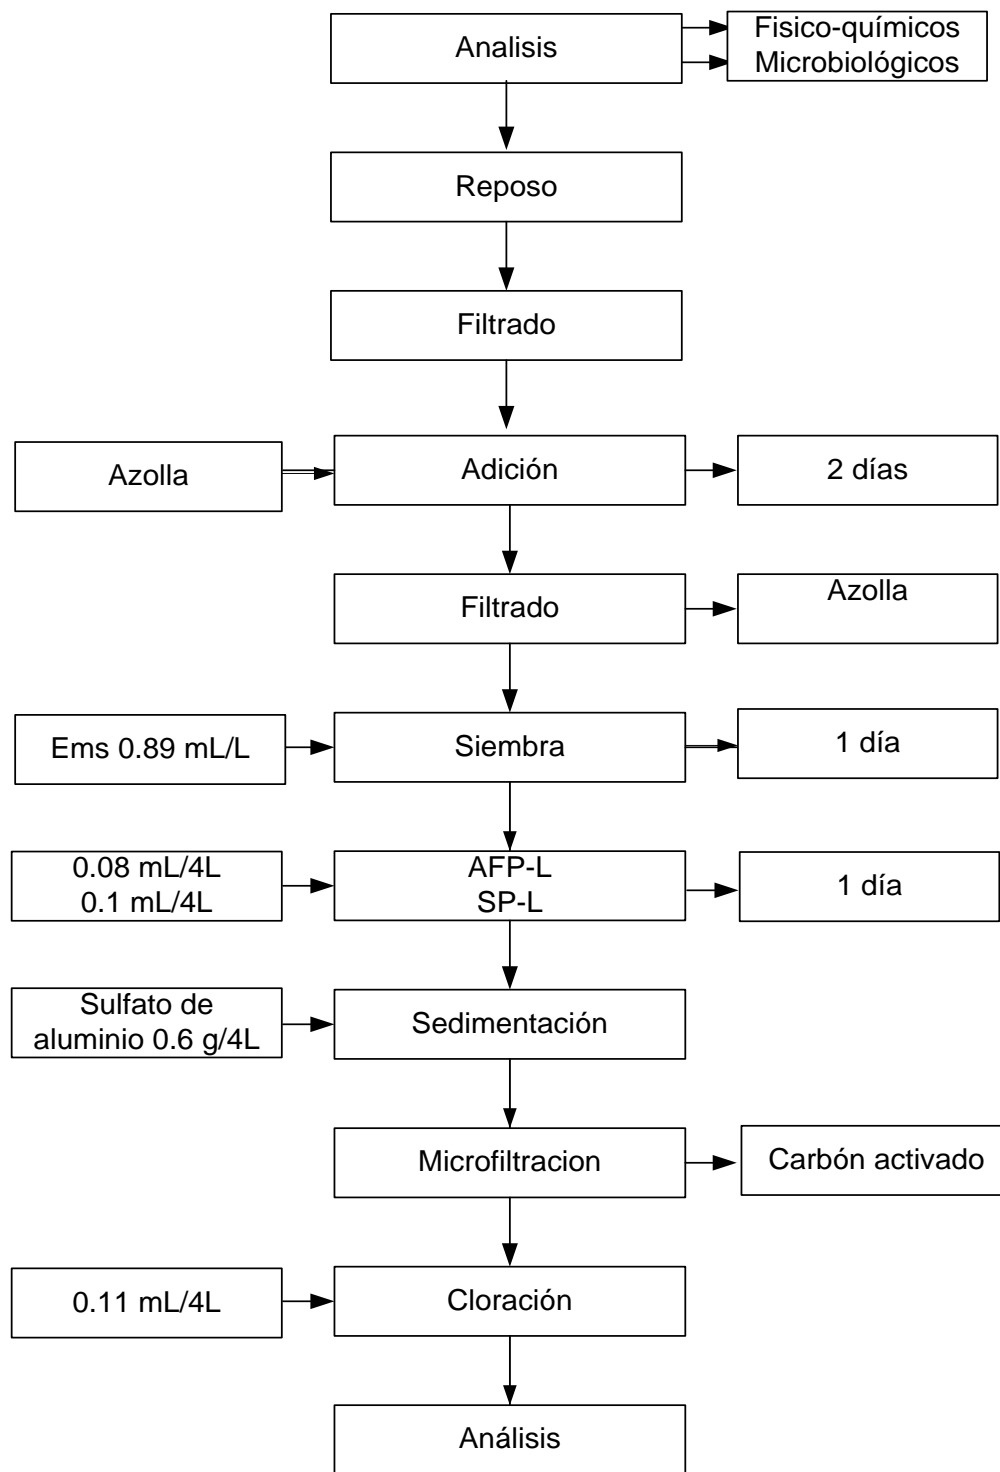 Analisis
Fisico-químicos
Microbiológicos
Reposo
Filtrado
Azolla
Adición
2 días
Filtrado
Azolla
Ems 0.89 mL/L
Siembra
1 día
0.08 mL/4L
0.1 mL/4L
AFP-L
SP-L
1 día
Sulfato de
aluminio 0.6 g/4L
Sedimentación
Microfiltracion
Carbón activado
0.11 mL/4L
Cloración
Análisis